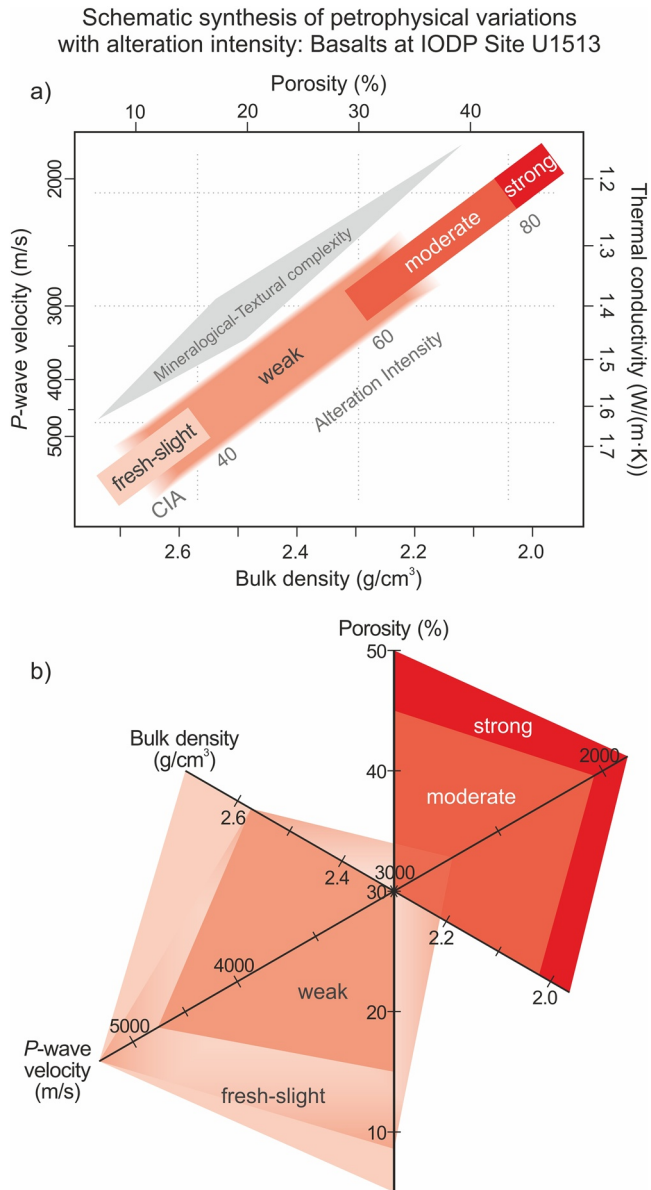 Schematic synthesis of petrophysical variations
with alteration intensity: Basalts at IODP Site U1513
a)
Porosity (%)
10 20 30 40
P-wave velocity (m/s)
2000
3000
4000
5000
Thermal conductivity (W/(m·K))
1.2
1.3
1.4
1.5
1.6
1.7
strong
80
moderate
Mineralogical-Textural complexity
60
weak
Alteration Intensity
fresh-slight
40
CIA
2.6 2.4 2.2 2.0
Bulk density (g/cm³)
b)
Porosity (%)
50
strong
Bulk density
(g/cm³)
2000
40
moderate
2.6
2.4
3000
30
2.2
4000
weak
2.0
20
5000
P-wave
velocity
(m/s)
fresh-slight
10